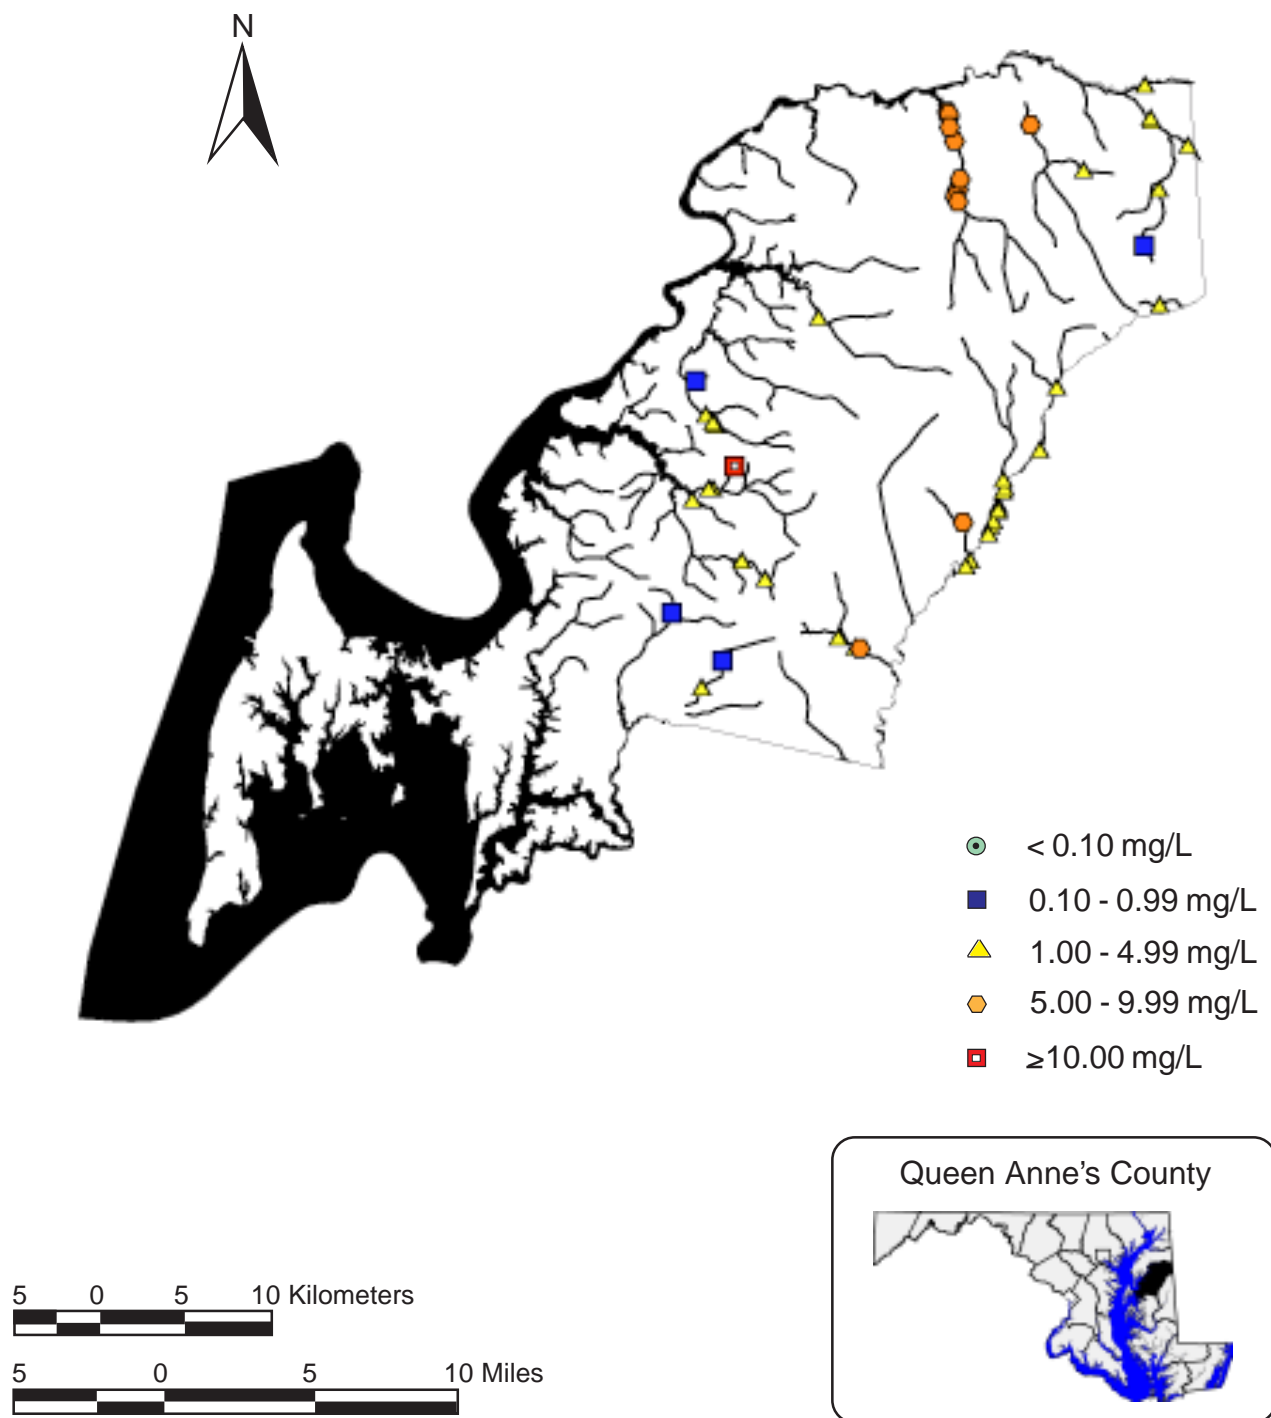 N
< 0.10 mg/L
0.10 - 0.99 mg/L
1.00 - 4.99 mg/L
5.00 - 9.99 mg/L
≥10.00 mg/L
Queen Anne's County
5 0 5 10 Kilometers
5 0 5 10 Miles